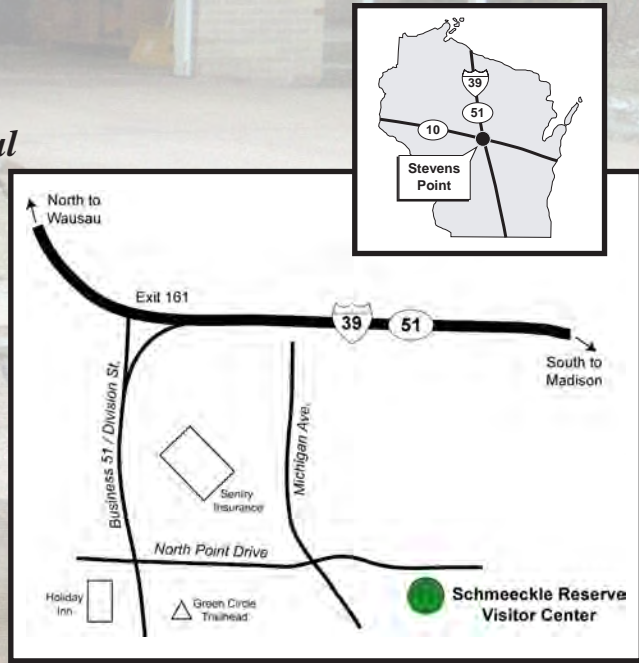 39
51
10
Stevens
Point
North to
Wausau
Exit 161
39
51
South to
Madison
Business 51 / Division St.
Michigan Ave.
Sentry
Insurance
North Point Drive
Holiday
Inn
Green Circle
Trailhead
Schmeeckle Reserve
Visitor Center